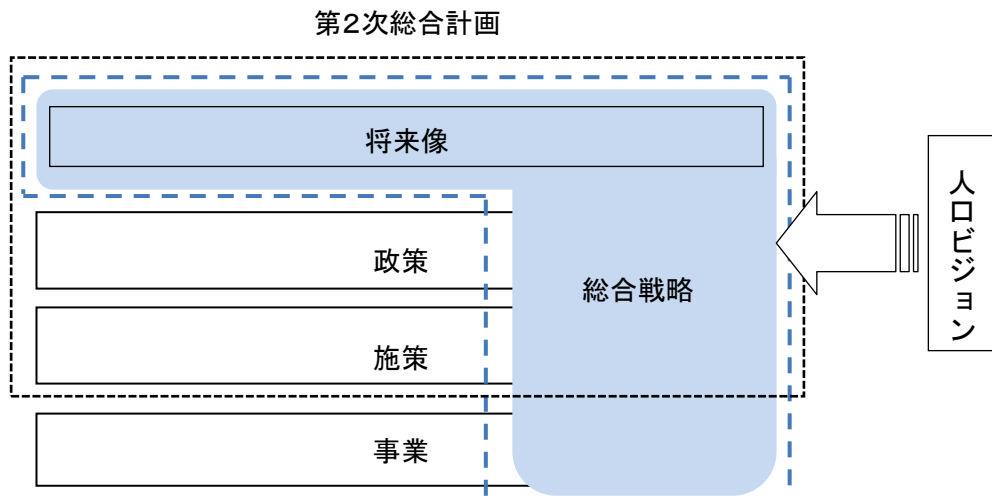 第２次総合計画
将来像
政策
総合戦略
施策
事業
人口ビジョン